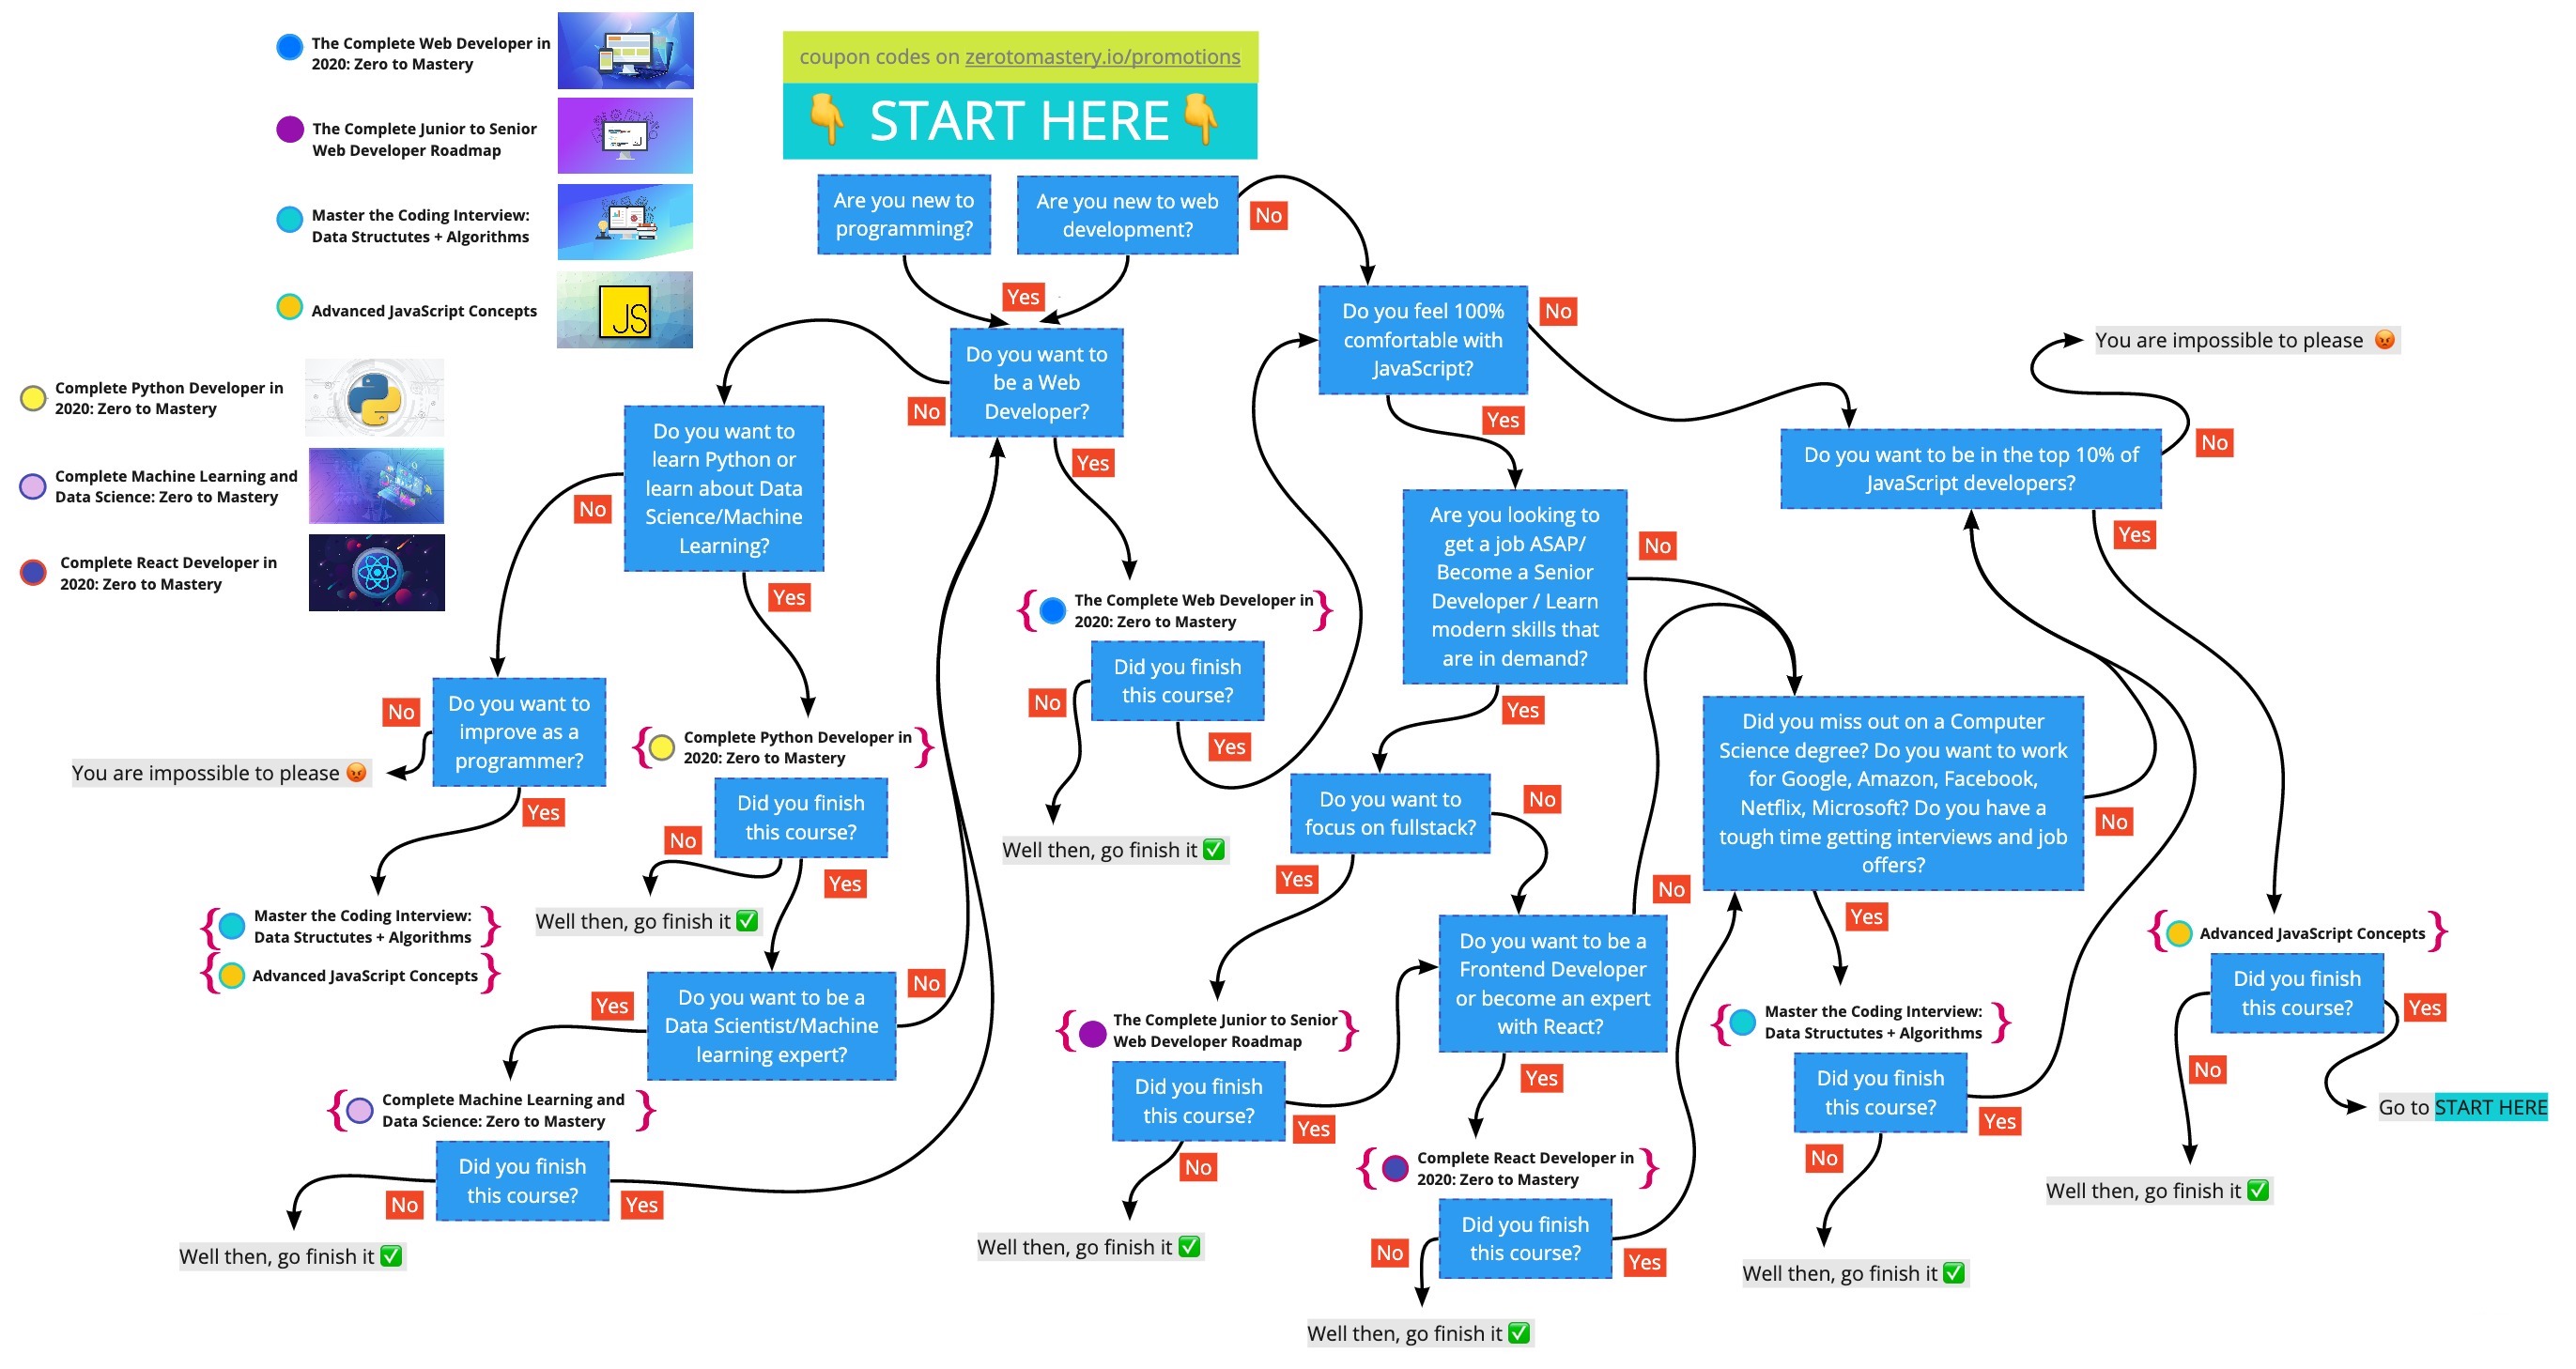 The Complete Web Developer in
2020: Zero to Mastery
The Complete Junior to Senior
Web Developer Roadmap
Master the Coding Interview:
Data Structutes + Algorithms
Advanced JavaScript Concepts
JS
Complete Python Developer in
2020: Zero to Mastery
Complete Machine Learning and
Data Science: Zero to Mastery
Complete React Developer in
2020: Zero to Mastery
coupon codes on zerotomastery.io/promotions
👇 START HERE 👇
Are you new to
programming?
Are you new to web
development?
No
Yes
Do you want to
be a Web
Developer?
No
Yes
Do you want to
learn Python or
learn about Data
Science/Machine
Learning?
No
Yes
Do you want to
improve as a
programmer?
No
You are impossible to please 😡
Yes
Master the Coding Interview:
Data Structutes + Algorithms
Advanced JavaScript Concepts
{ Complete Python Developer in }
2020: Zero to Mastery
Did you finish
this course?
No
Well then, go finish it ✅
Yes
Do you want to be a
Data Scientist/Machine
learning expert?
No
Yes
Complete Machine Learning and
Data Science: Zero to Mastery
Did you finish
this course?
No
Yes
Well then, go finish it ✅
The Complete Web Developer in
2020: Zero to Mastery
Did you finish
this course?
No
Yes
Well then, go finish it ✅
Do you feel 100%
comfortable with
JavaScript?
No
Yes
Are you looking to
get a job ASAP/
Become a Senior
Developer / Learn
modern skills that
are in demand?
No
Yes
Do you want to
focus on fullstack?
No
Yes
The Complete Junior to Senior
Web Developer Roadmap
Did you finish
this course?
Yes
No
Well then, go finish it ✅
Do you want to be a
Frontend Developer
or become an expert
with React?
No
Yes
Complete React Developer in
2020: Zero to Mastery
Did you finish
this course?
No
Yes
Well then, go finish it ✅
Did you miss out on a Computer
Science degree? Do you want to work
for Google, Amazon, Facebook,
Netflix, Microsoft? Do you have a
tough time getting interviews and job
offers?
No
Yes
Master the Coding Interview:
Data Structutes + Algorithms
Did you finish
this course?
Yes
No
Well then, go finish it ✅
Do you want to be in the top 10% of
JavaScript developers?
No
You are impossible to please 😡
Yes
Advanced JavaScript Concepts
Did you finish
this course?
Yes
No
Go to START HERE
Well then, go finish it ✅